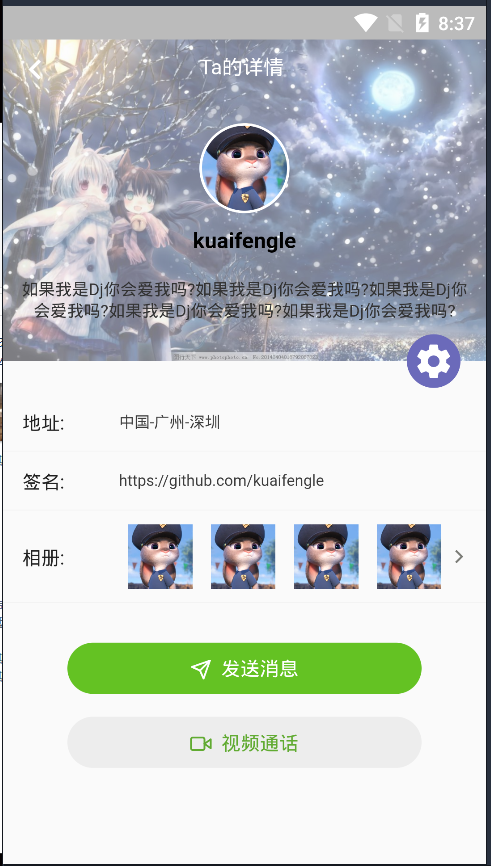 8:37
Ta的详情
kuaifengle
如果我是Dj你会爱我吗?如果我是Dj你会爱我吗?如果我是Dj你
会爱我吗?如果我是Dj你会爱我吗?如果我是Dj你会爱我吗?
地址:
中国-广州-深圳
签名:
https://github.com/kuaifengle
相册:
发送消息
视频通话